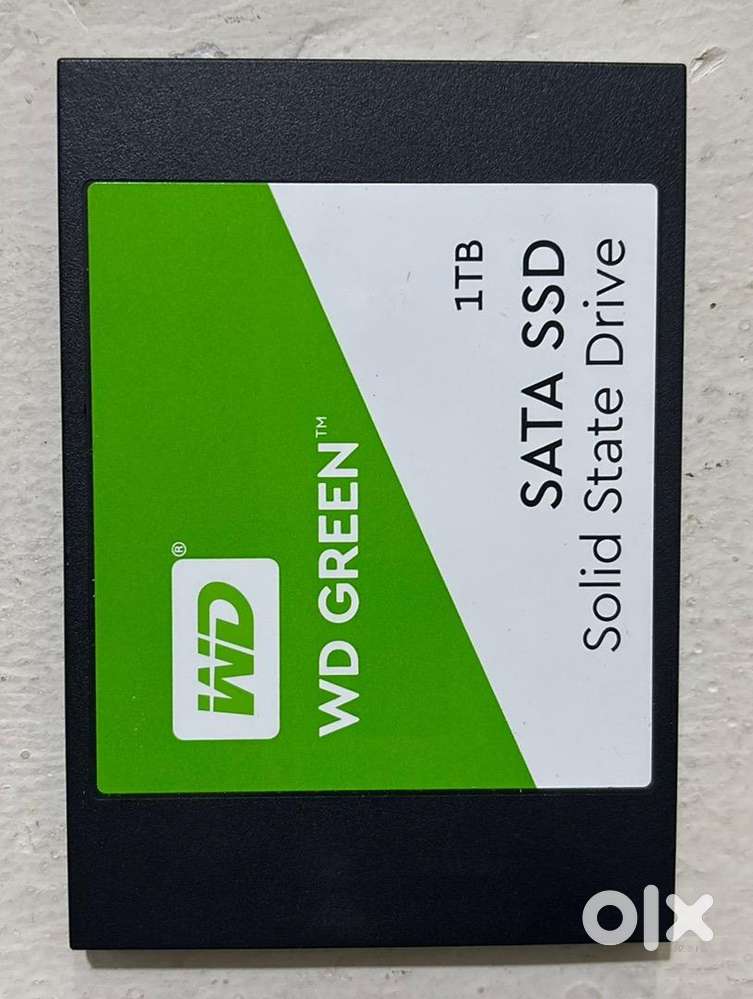 WD®
WD GREEN™
1TB
SATA SSD
Solid State Drive
olx